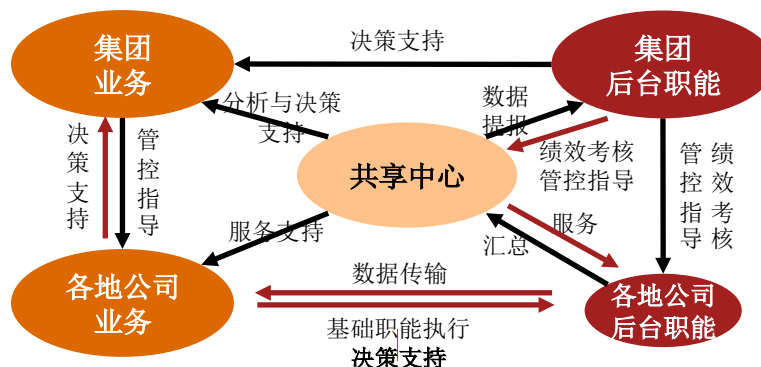 决策支持
集团
业务
集团
后台职能
分析与决策
支持
数据
提报
决策支持
管控指导
绩效考核
管控指导
共享中心
管控指导
绩效考核
服务支持
服务
汇总
各地公司
业务
数据传输
各地公司
后台职能
基础职能执行
决策支持